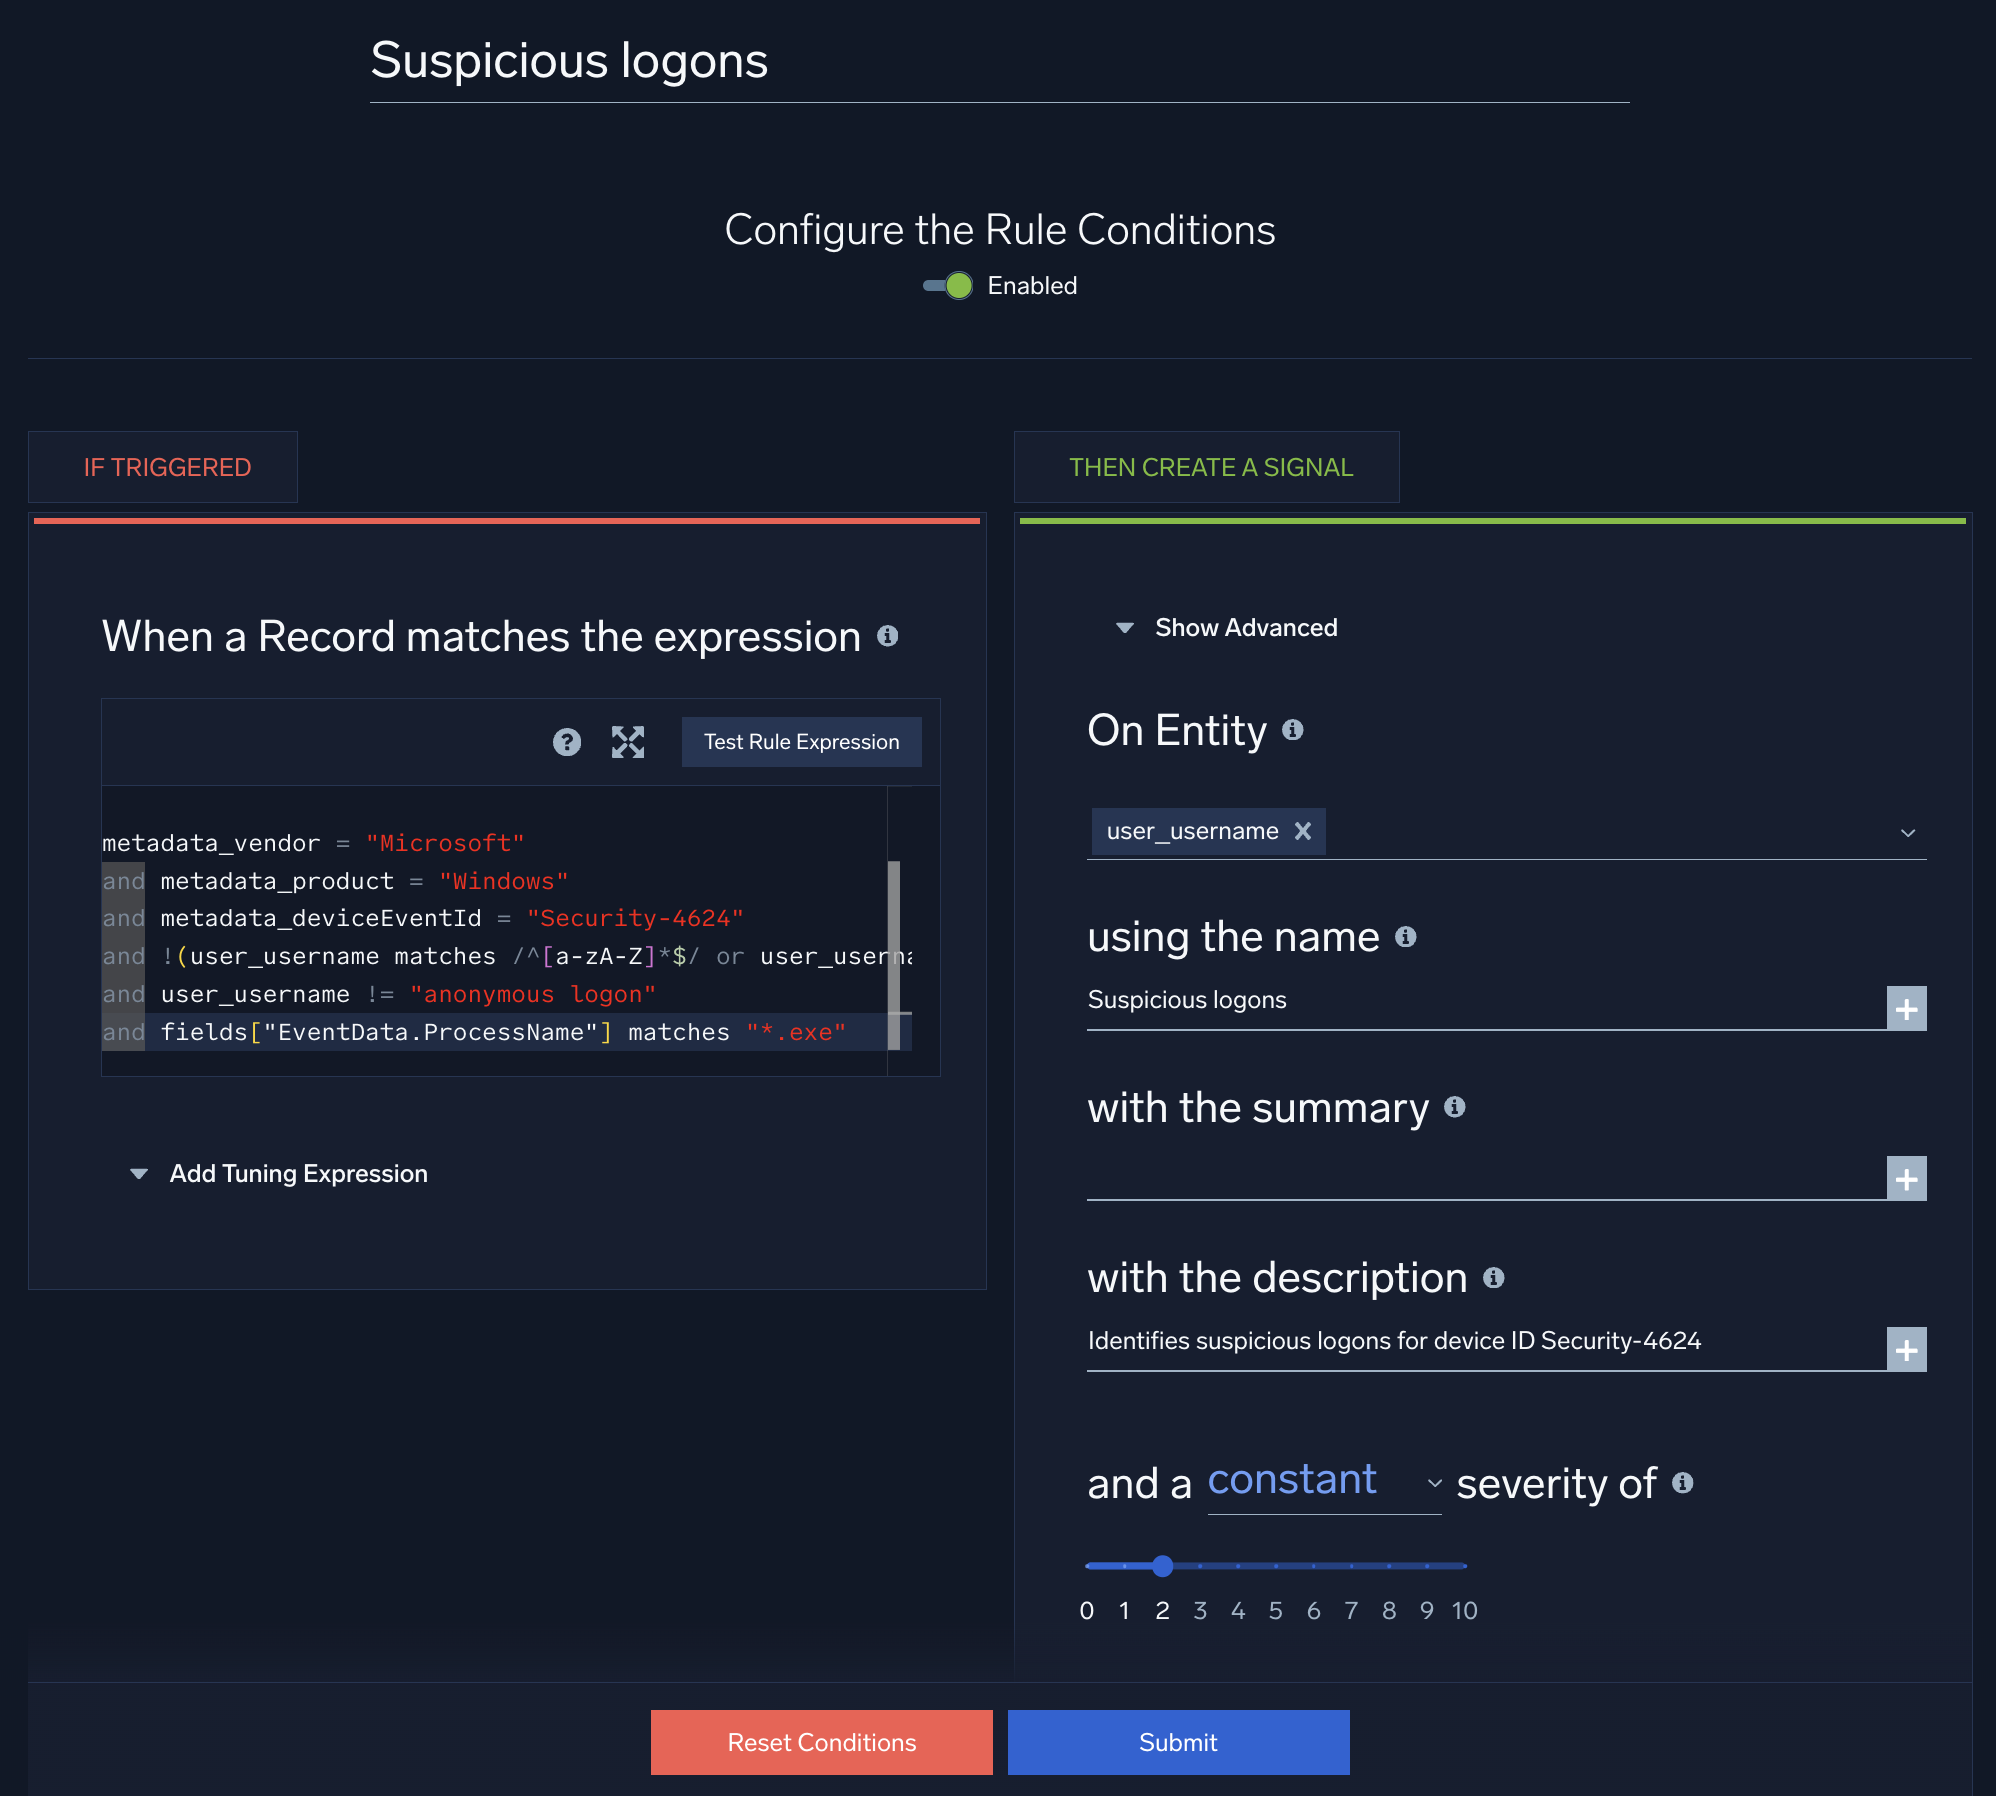 Suspicious logons
Configure the Rule Conditions
Enabled
IF TRIGGERED
When a Record matches the expression
Test Rule Expression
metadata_vendor = "Microsoft"
and metadata_product = "Windows"
and metadata_deviceEventId = "Security-4624"
and !(user_username matches /^[a-zA-Z]*$/ or user_userna
and user_username != "anonymous logon"
and fields["EventData.ProcessName"] matches "*.exe"
Add Tuning Expression
THEN CREATE A SIGNAL
Show Advanced
On Entity
user_username
using the name
Suspicious logons
with the summary
with the description
Identifies suspicious logons for device ID Security-4624
and a constant severity of
0 1 2 3 4 5 6 7 8 9 10
Reset Conditions
Submit